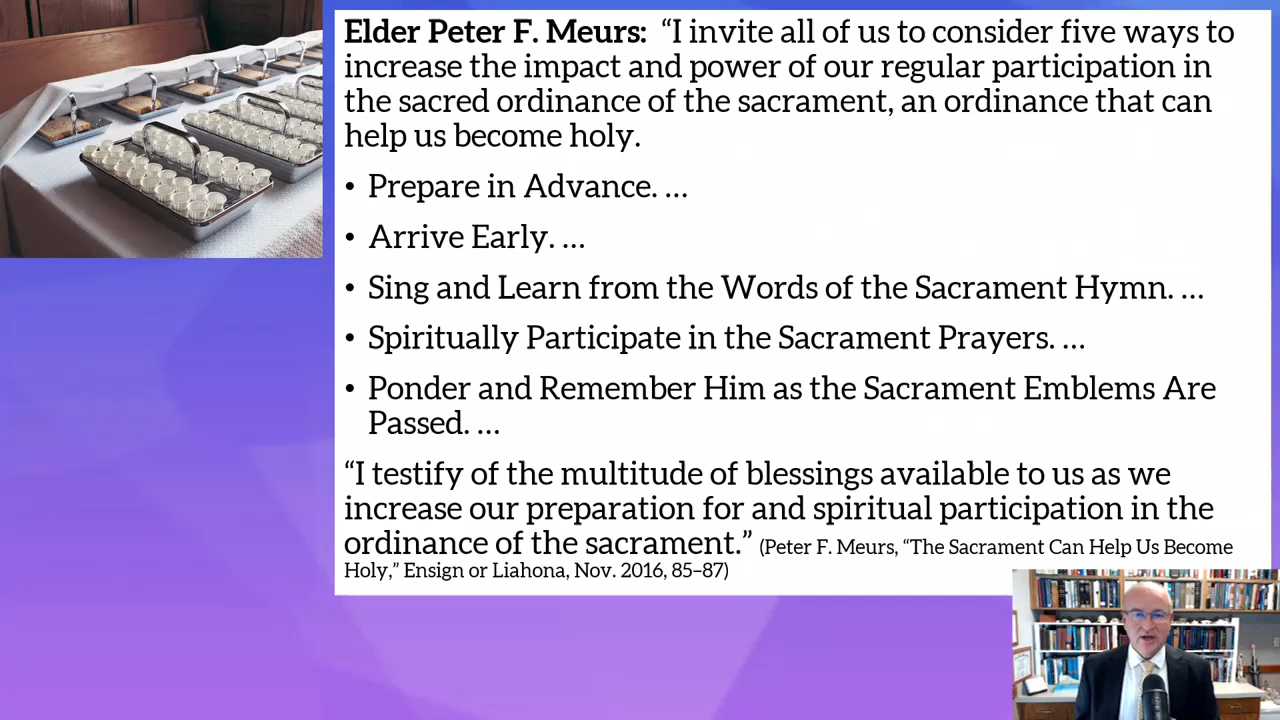 Elder Peter F. Meurs: “I invite all of us to consider five ways to
increase the impact and power of our regular participation in
the sacred ordinance of the sacrament, an ordinance that can
help us become holy.
• Prepare in Advance. …
• Arrive Early. …
• Sing and Learn from the Words of the Sacrament Hymn. …
• Spiritually Participate in the Sacrament Prayers. …
• Ponder and Remember Him as the Sacrament Emblems Are
Passed. …
“I testify of the multitude of blessings available to us as we
increase our preparation for and spiritual participation in the
ordinance of the sacrament.” (Peter F. Meurs, “The Sacrament Can Help Us Become
Holy,” Ensign or Liahona, Nov. 2016, 85–87)